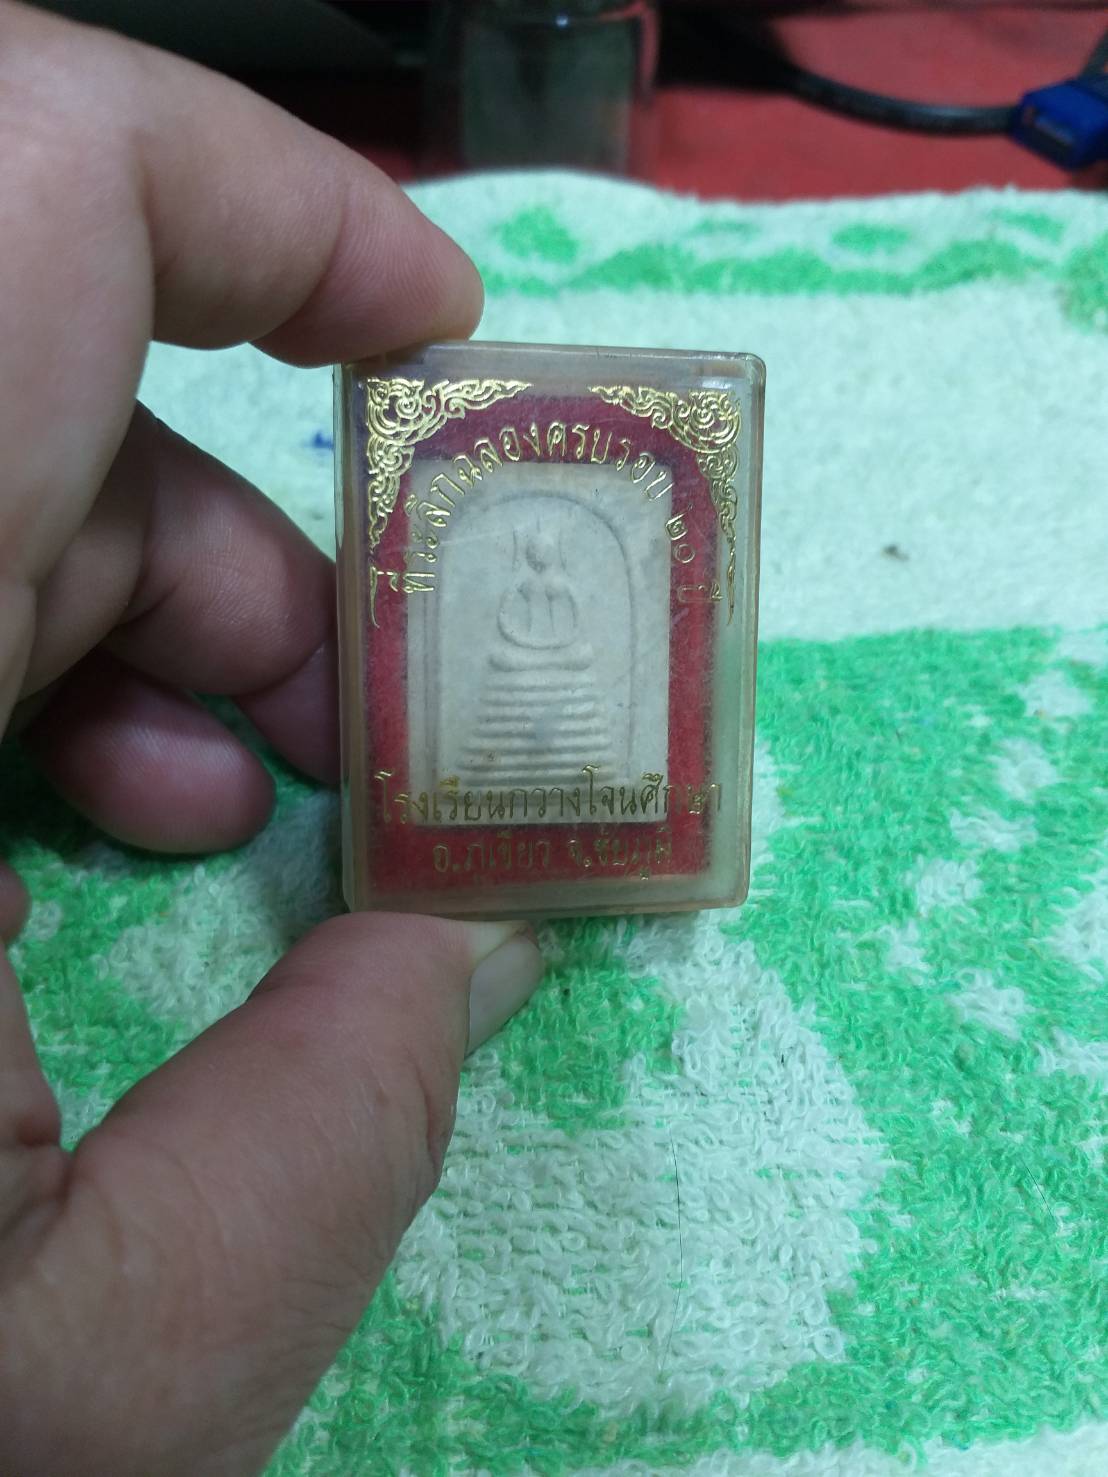 ที่ระลึกฉลองครบรอบ ๒๐ ปี
โรงเรียนกวางโจนศึกษา
อ.ภูเขียว จ.ชัยภูมิ